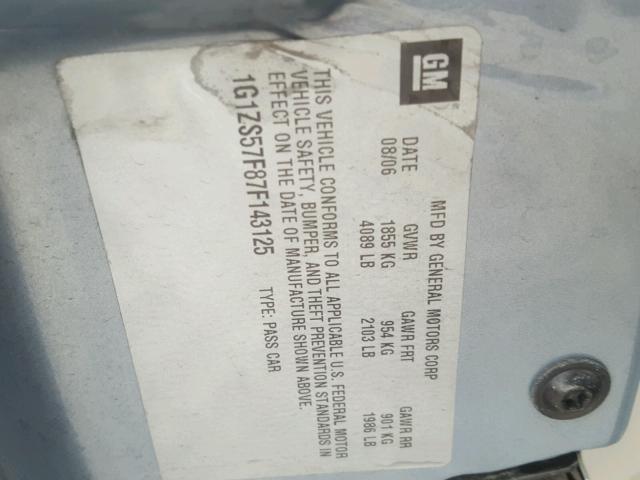 GM
MFD BY GENERAL MOTORS CORP
DATE GVWR GAWR FRT GAWR RR
08/06 1855 KG 954 KG 901 KG
4089 LB 2103 LB 1986 LB
THIS VEHICLE CONFORMS TO ALL APPLICABLE U.S. FEDERAL MOTOR
VEHICLE SAFETY, BUMPER, AND THEFT PREVENTION STANDARDS IN
EFFECT ON THE DATE OF MANUFACTURE SHOWN ABOVE.
1G1ZS57F87F143125 TYPE: PASS CAR